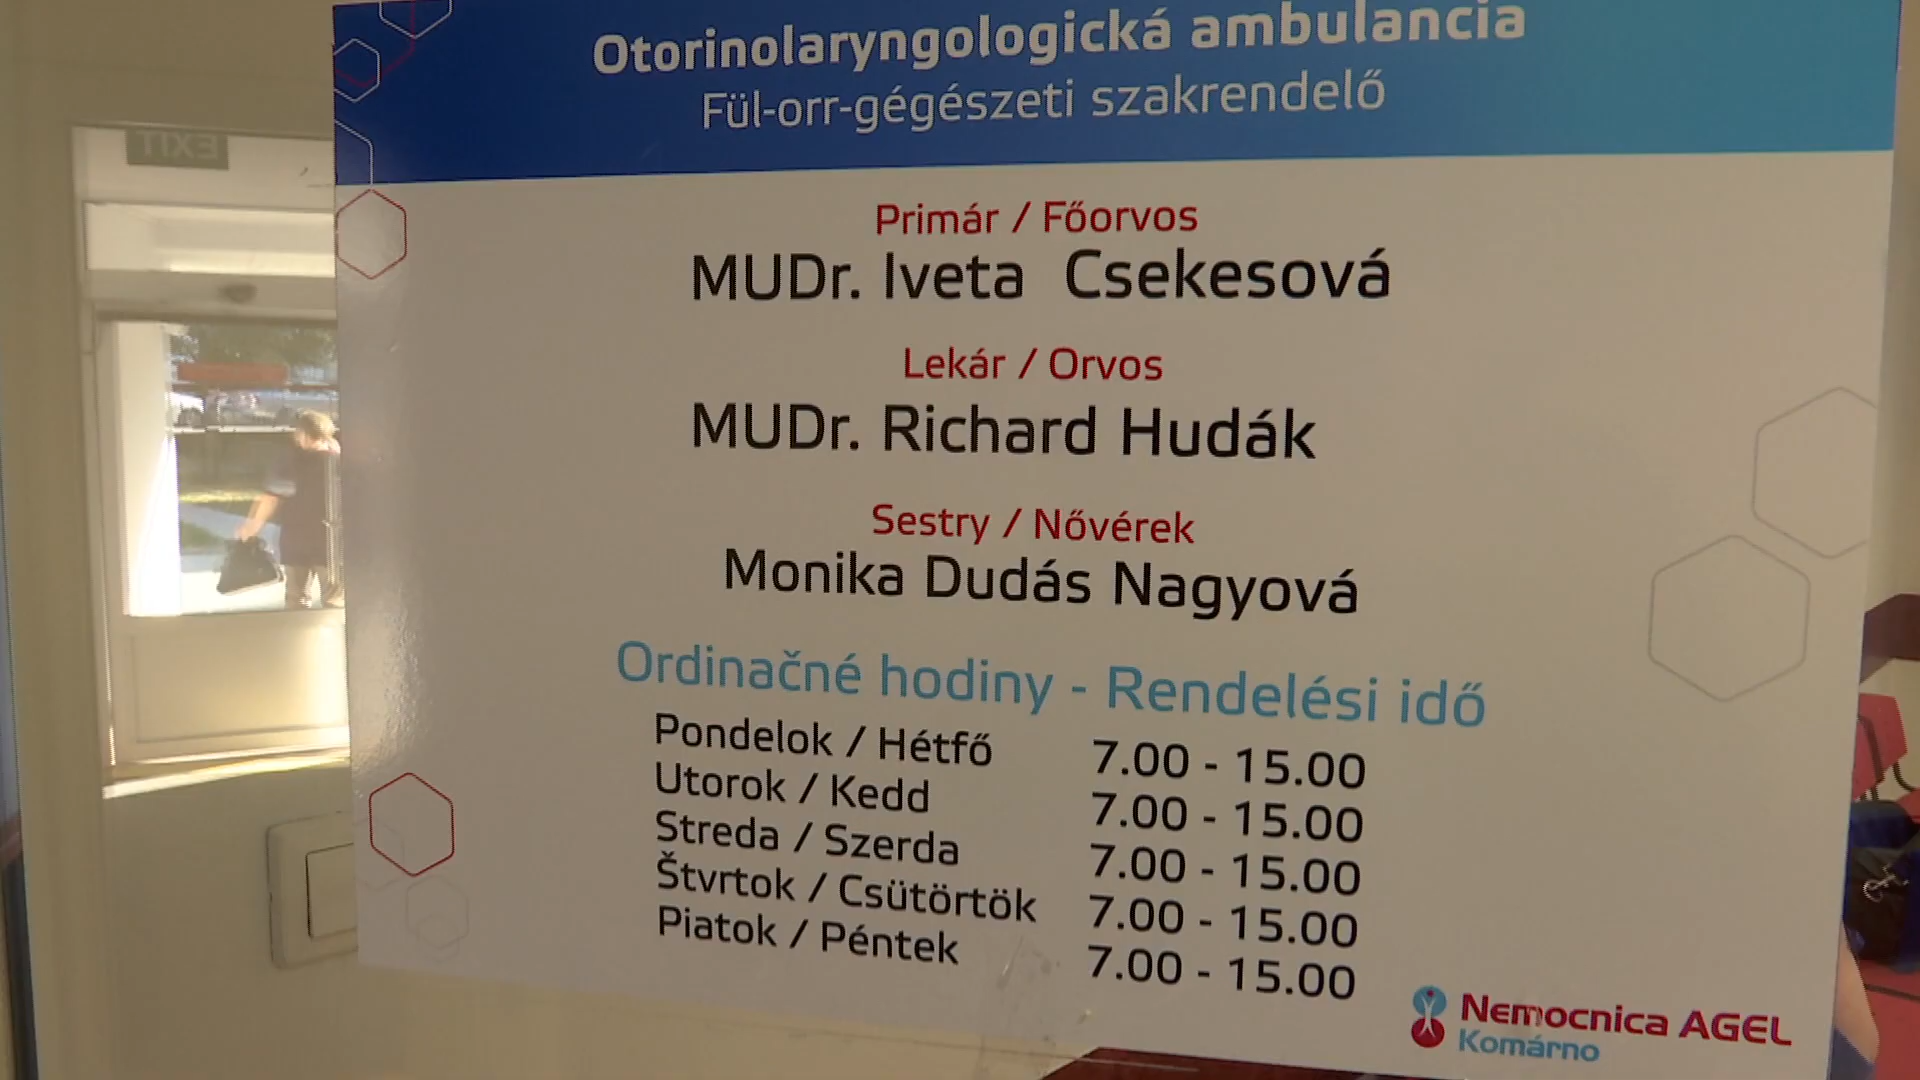 EXIT
Otorinolaryngologická ambulancia
Fül-orr-gégészeti szakrendelő
Primár / Főorvos
MUDr. Iveta Csekesová
Lekár / Orvos
MUDr. Richard Hudák
Sestry / Nővérek
Monika Dudás Nagyová
Ordinačné hodiny - Rendelési idő
Pondelok / Hétfő 7.00 - 15.00
Utorok / Kedd 7.00 - 15.00
Streda / Szerda 7.00 - 15.00
Štvrtok / Csütörtök 7.00 - 15.00
Piatok / Péntek 7.00 - 15.00
Nemocnica AGEL
Komárno